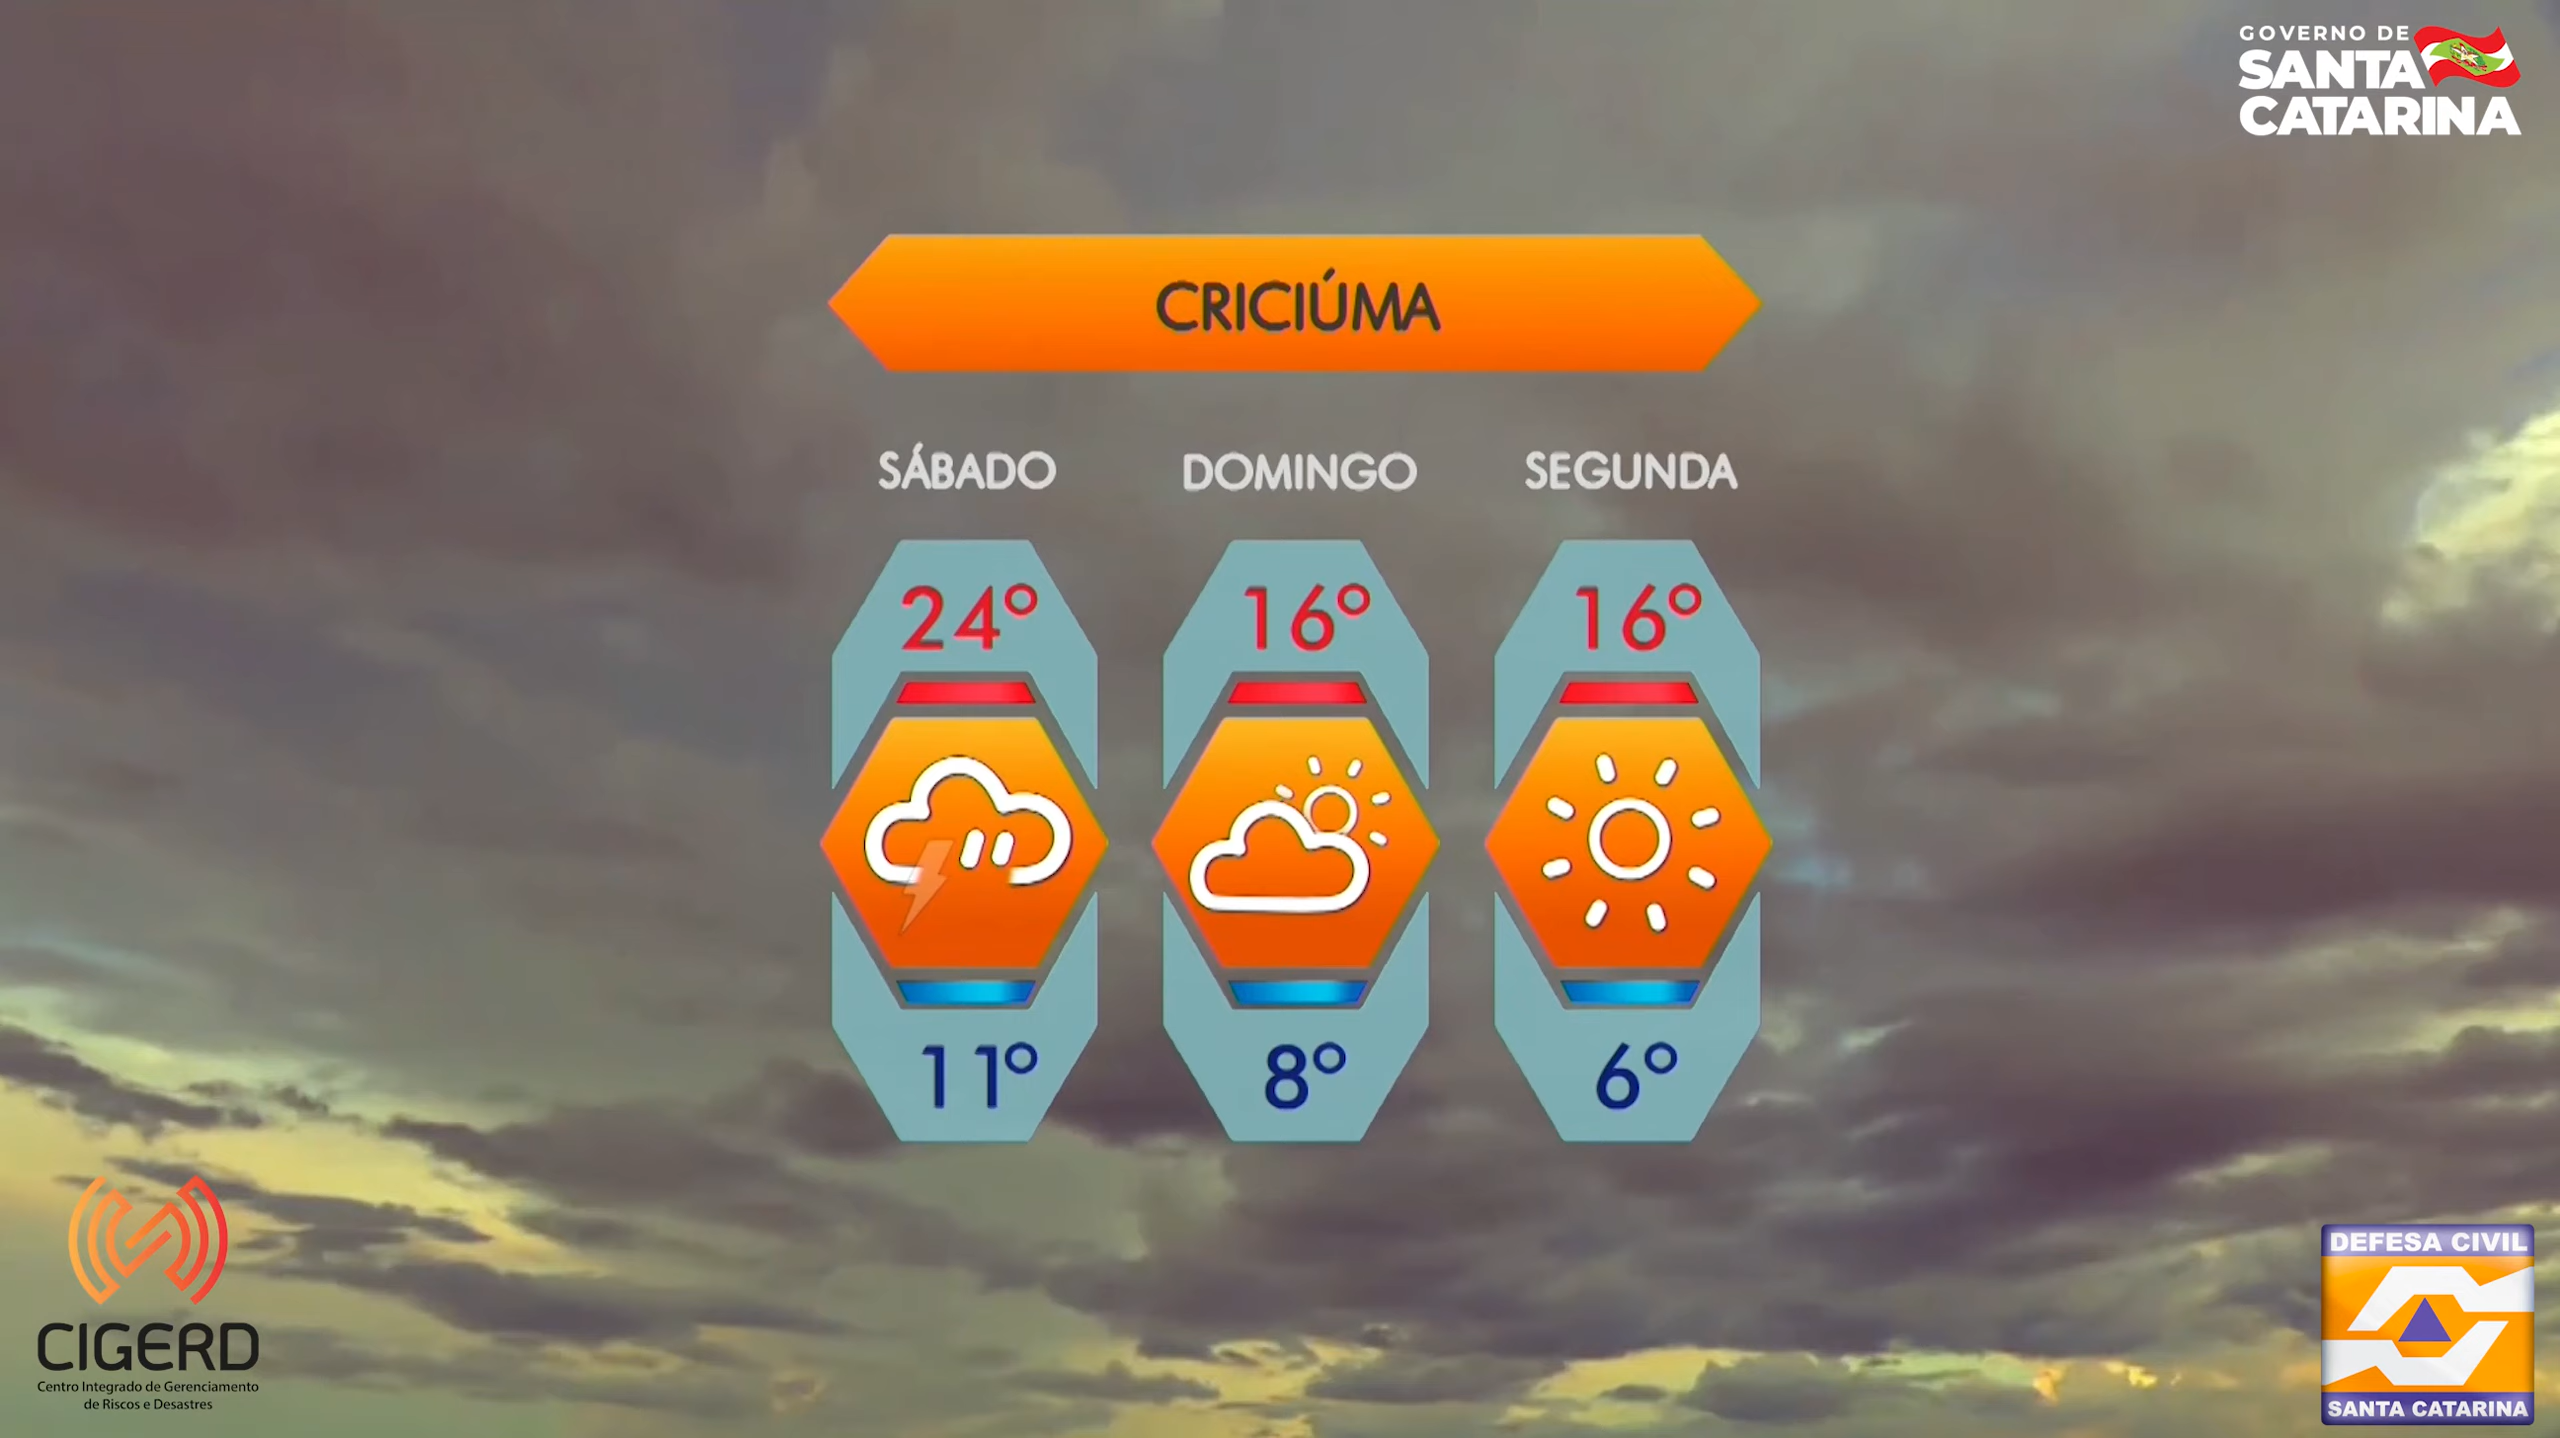 GOVERNO DE
SANTA
CATARINA
CRICIÚMA
SÁBADO DOMINGO SEGUNDA
24° 16° 16°
11° 8° 6°
CIGERD
Centro Integrado de Gerenciamento
de Riscos e Desastres
DEFESA CIVIL
SANTA CATARINA